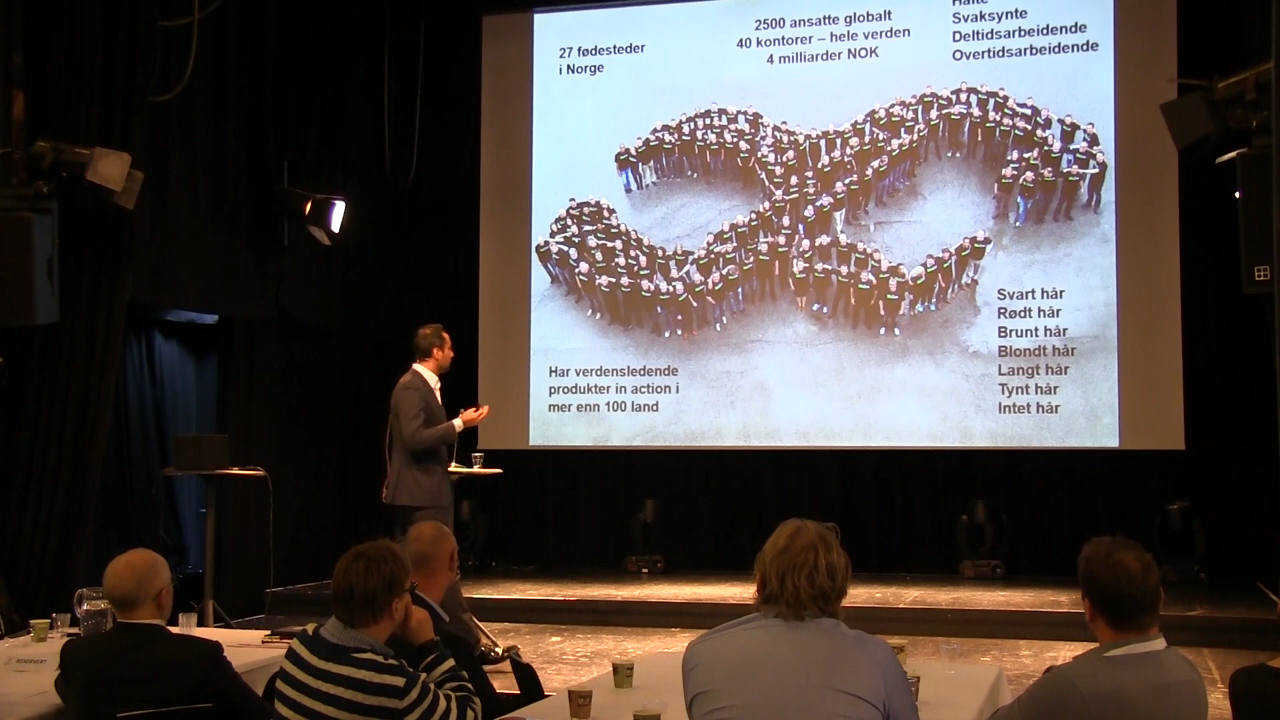 27 fødesteder
i Norge
2500 ansatte globalt
40 kontorer – hele verden
4 milliarder NOK
Halte
Svaksynte
Deltidsarbeidende
Overtidsarbeidende
Har verdensledende
produkter in action i
mer enn 100 land
Svart hår
Rødt hår
Brunt hår
Blondt hår
Langt hår
Tynt hår
Intet hår